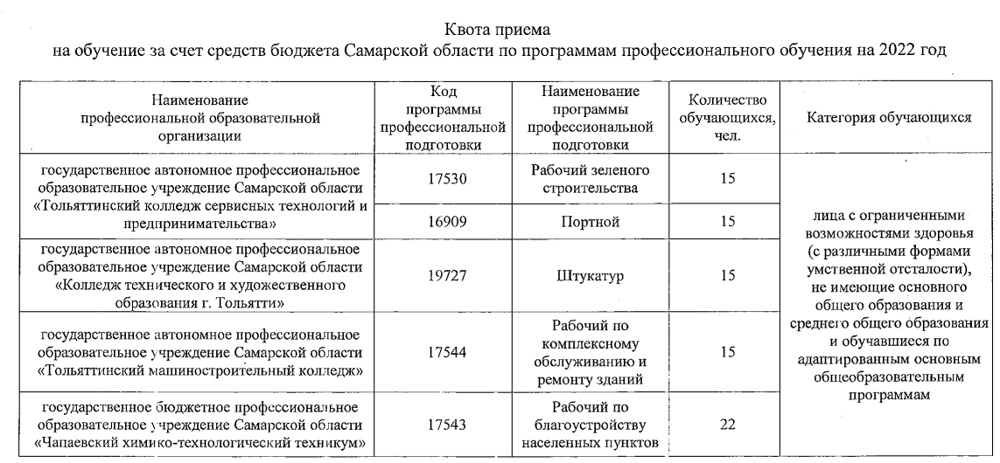 Квота приема
на обучение за счет средств бюджета Самарской области по программам профессионального обучения на 2022 год
Наименование
профессиональной образовательной
организации
Код
программы
профессиональной
подготовки
Наименование
программы
профессиональной
подготовки
Количество
обучающихся,
чел.
Категория обучающихся
государственное автономное профессиональное
образовательное учреждение Самарской области
«Тольяттинский колледж сервисных технологий и
предпринимательства»
17530
Рабочий зеленого
строительства
15
16909
Портной
15
государственное автономное профессиональное
образовательное учреждение Самарской области
«Колледж технического и художественного
образования г. Тольятти»
19727
Штукатур
15
государственное автономное профессиональное
образовательное учреждение Самарской области
«Тольяттинский машиностроительный колледж»
17544
Рабочий по
комплексному
обслуживанию и
ремонту зданий
15
государственное бюджетное профессиональное
образовательное учреждение Самарской области
«Чапаевский химико-технологический техникум»
17543
Рабочий по
благоустройству
населенных пунктов
22
лица с ограниченными
возможностями здоровья
(с различными формами
умственной отсталости),
не имеющие основного
общего образования и
среднего общего образования
и обучавшиеся по
адаптированным основным
общеобразовательным
программам